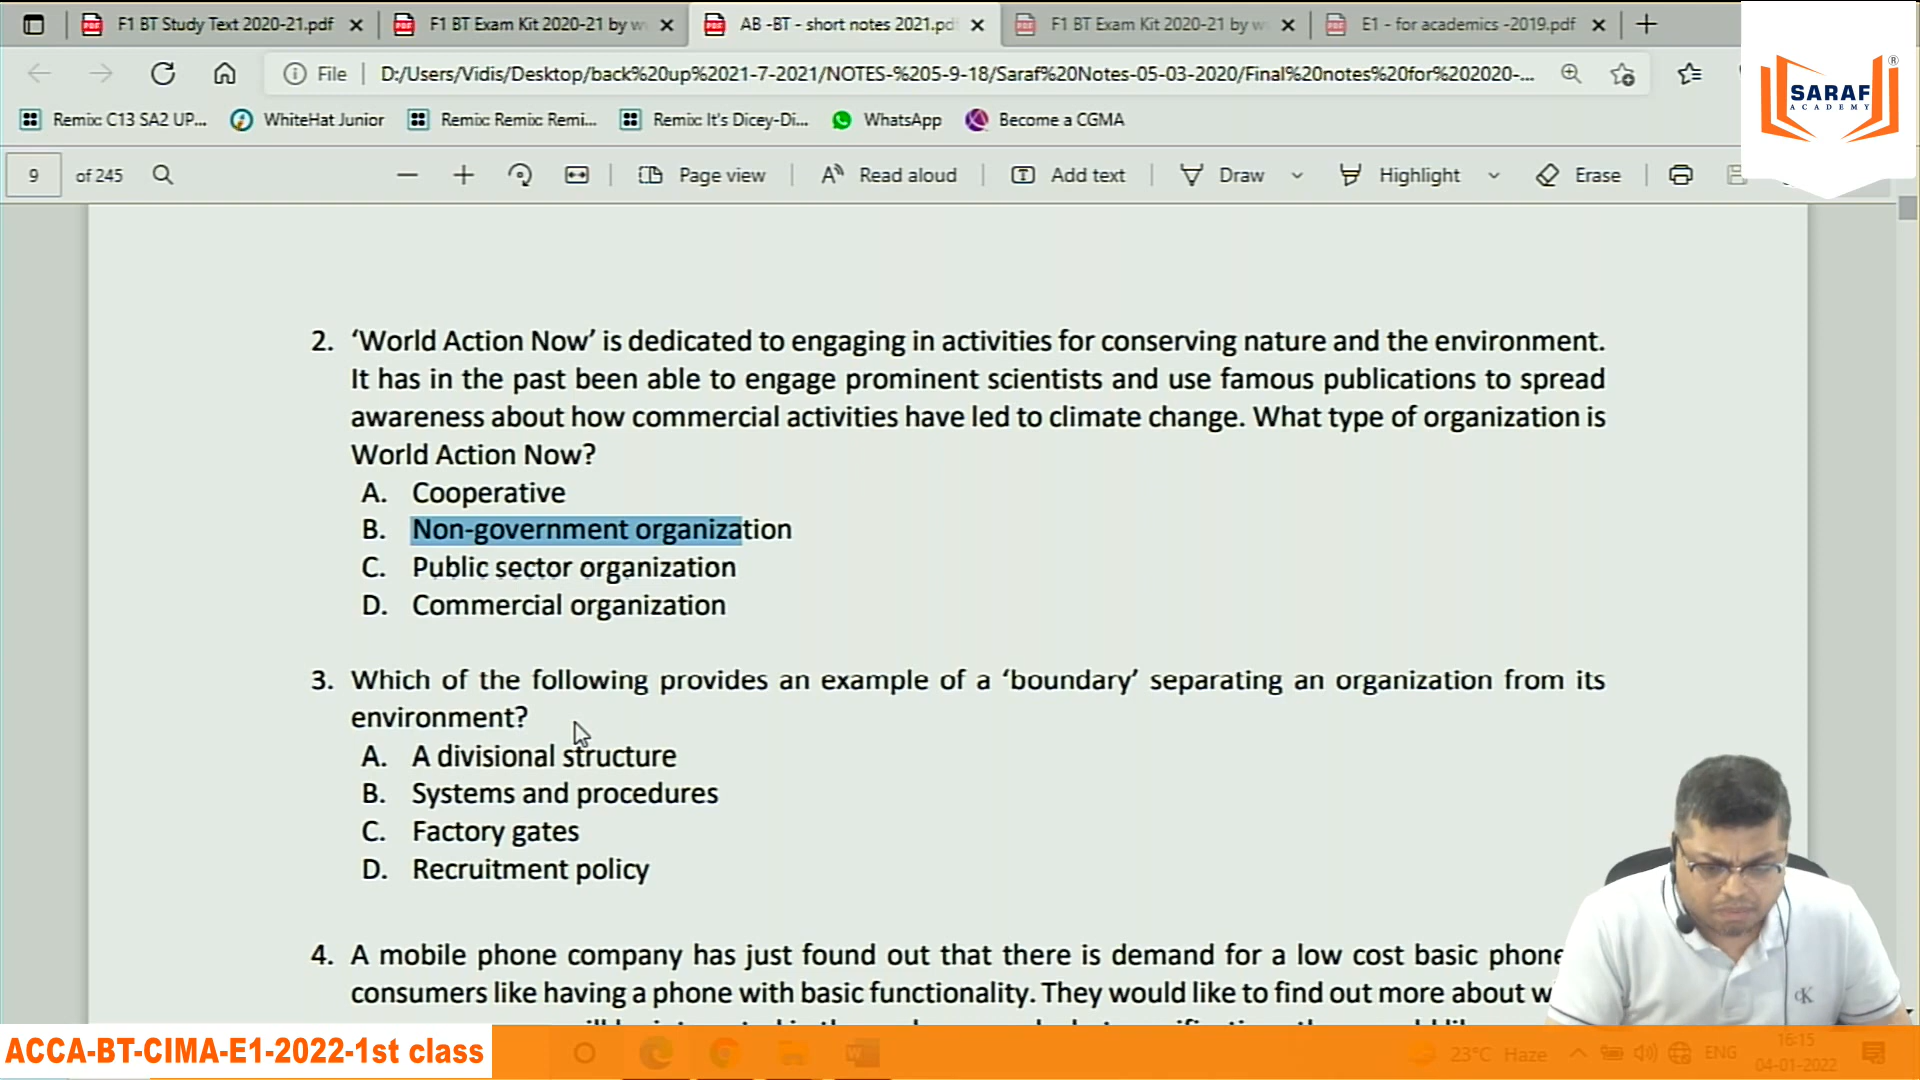 F1 BT Study Text 2020-21.pdf
F1 BT Exam Kit 2020-21 by w
AB -BT - short notes 2021.pd
F1 BT Exam Kit 2020-21 by w
E1 - for academics -2019.pdf
File
D:/Users/Vidis/Desktop/back%20up%2021-7-2021/NOTES-%205-9-18/Saraf%20Notes-05-03-2020/Final%20notes%20for%202020-...
SARAF
ACADEMY
®
Remix: C13 SA2 UP...
WhiteHat Junior
Remix: Remix: Remi...
Remix: It's Dicey-Di...
WhatsApp
Become a CGMA
9 of 245
Page view
Read aloud
Add text
Draw
Highlight
Erase
2. ‘World Action Now’ is dedicated to engaging in activities for conserving nature and the environment.
It has in the past been able to engage prominent scientists and use famous publications to spread
awareness about how commercial activities have led to climate change. What type of organization is
World Action Now?
A. Cooperative
B. Non-government organization
C. Public sector organization
D. Commercial organization
3. Which of the following provides an example of a ‘boundary’ separating an organization from its
environment?
A. A divisional structure
B. Systems and procedures
C. Factory gates
D. Recruitment policy
4. A mobile phone company has just found out that there is demand for a low cost basic phone
consumers like having a phone with basic functionality. They would like to find out more about w
cK
ACCA-BT-CIMA-E1-2022-1st class
23°C Haze
ENG
16:15
04-01-2022